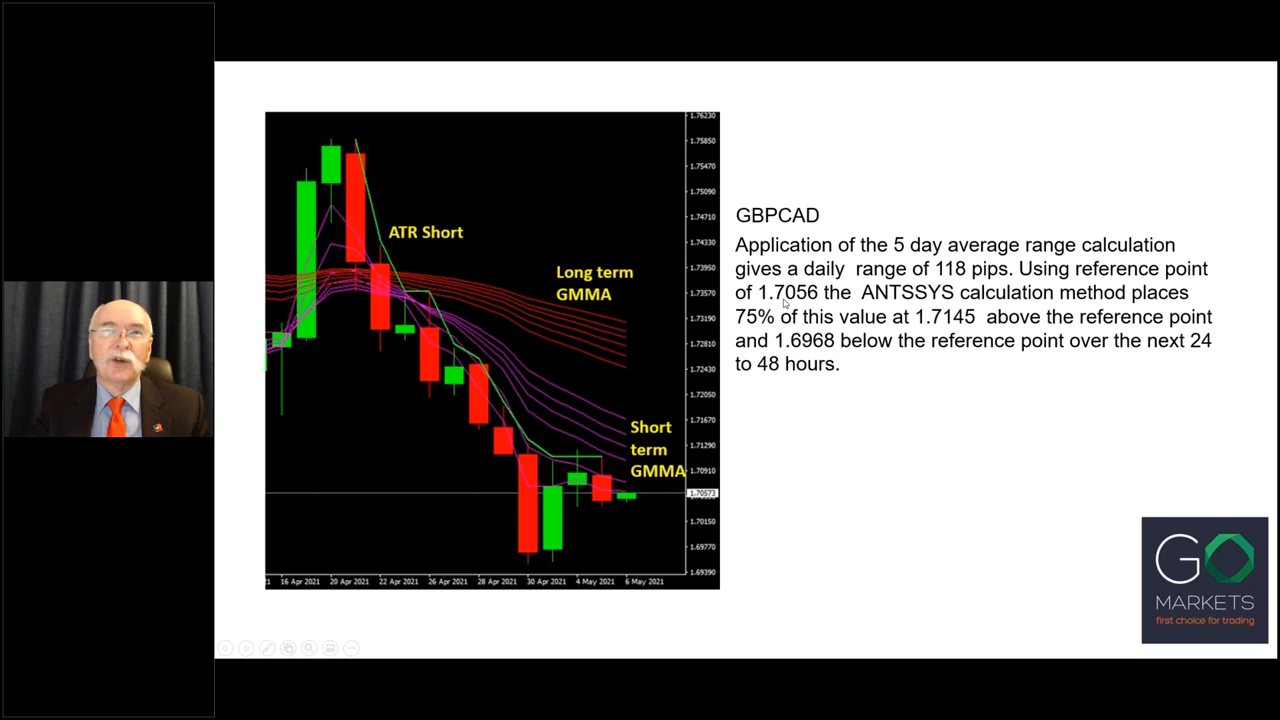 1.76230
1.75850
1.75470
1.75090
1.74710
1.74330
1.73950
1.73570
1.73190
1.72810
1.72430
1.72050
1.71670
1.71290
1.70910
1.70573
1.70150
1.69770
1.69390
ATR Short
Long term
GMMA
Short
term
GMMA
21 16 Apr 2021 20 Apr 2021 22 Apr 2021 26 Apr 2021 28 Apr 2021 30 Apr 2021 4 May 2021 6 May 2021
GBPCAD
Application of the 5 day average range calculation
gives a daily range of 118 pips. Using reference point
of 1.7056 the ANTSSYS calculation method places
75% of this value at 1.7145 above the reference point
and 1.6968 below the reference point over the next 24
to 48 hours.
GO
MARKETS
first choice for trading